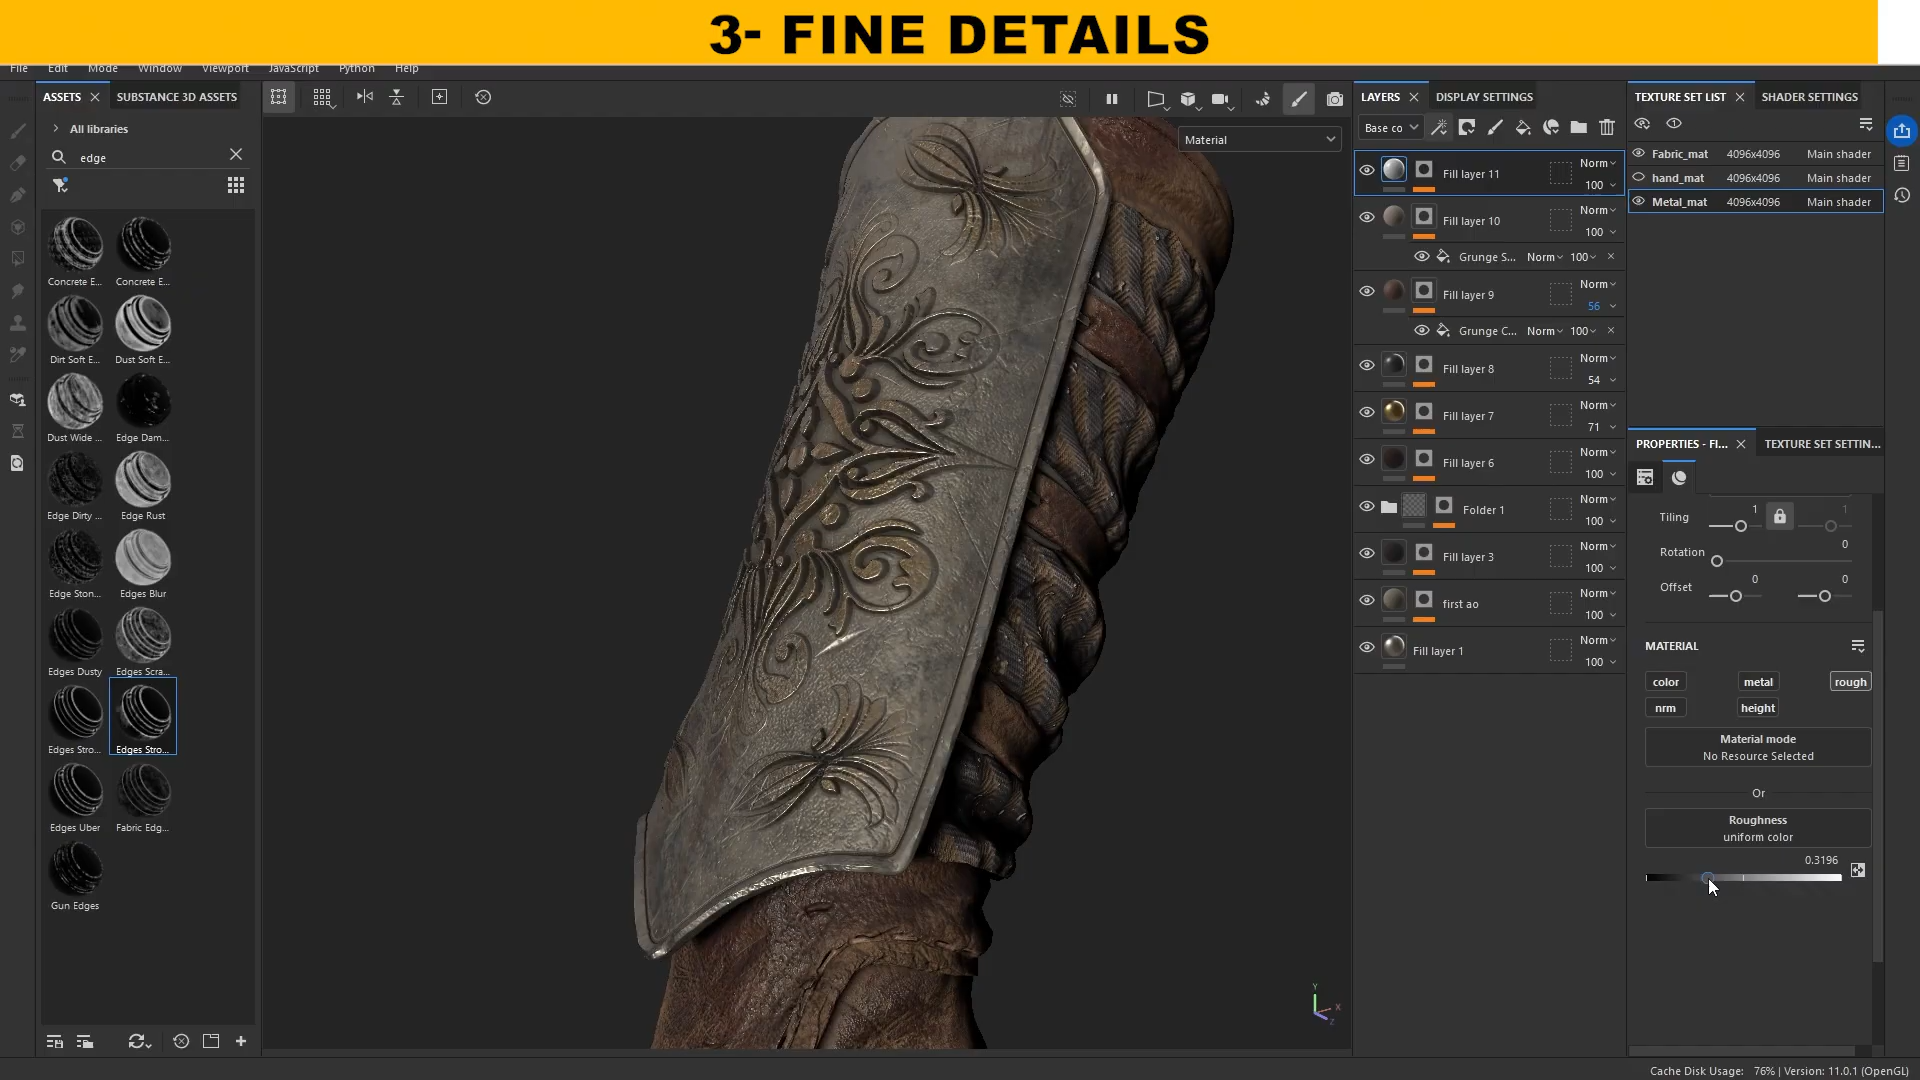 3- FINE DETAILS
File Edit Mode Window Viewport JavaScript Python Help
ASSETS SUBSTANCE 3D ASSETS
All libraries
edge
Concrete E... Concrete E...
Dirt Soft E... Dust Soft E...
Dust Wide ... Edge Dam...
Edge Dirty ... Edge Rust
Edge Ston... Edges Blur
Edges Dusty Edges Scra...
Edges Stro... Edges Stro...
Edges Uber Fabric Edg...
Gun Edges
Material
Y
X
Z
LAYERS DISPLAY SETTINGS
Base co
Fill layer 11 Norm 100
Fill layer 10 Norm 100
Grunge S... Norm 100
Fill layer 9 Norm 56
Grunge C... Norm 100
Fill layer 8 Norm 54
Fill layer 7 Norm 71
Fill layer 6 Norm 100
Folder 1 Norm 100
Fill layer 3 Norm 100
first ao Norm 100
Fill layer 1 Norm 100
TEXTURE SET LIST SHADER SETTINGS
Fabric_mat 4096x4096 Main shader
hand_mat 4096x4096 Main shader
Metal_mat 4096x4096 Main shader
PROPERTIES - FI... TEXTURE SET SETTIN...
Tiling 1 1
Rotation 0
Offset 0 0
MATERIAL
color metal rough
nrm height
Material mode
No Resource Selected
Or
Roughness
uniform color
0.3196
Cache Disk Usage: 76% | Version: 11.0.1 (OpenGL)